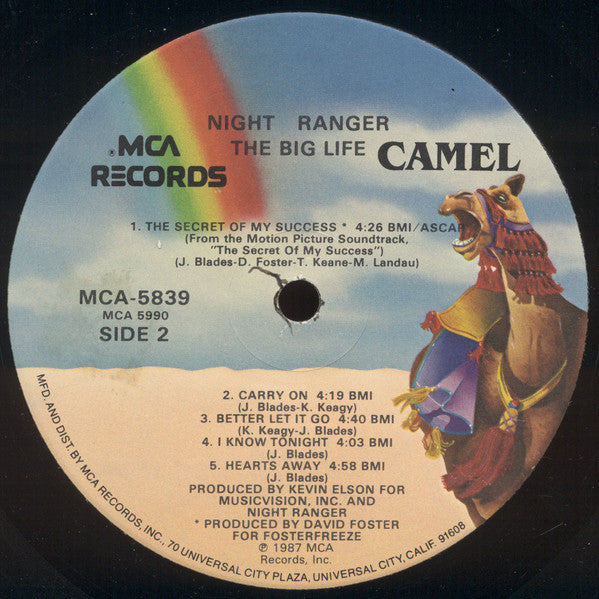 NIGHT RANGER
THE BIG LIFE
MCA
RECORDS
CAMEL
1. THE SECRET OF MY SUCCESS * 4:26 BMI/ASCAP
(From the Motion Picture Soundtrack,
"The Secret Of My Success")
(J. Blades-D. Foster-T. Keane-M. Landau)
MCA-5839
MCA 5990
SIDE 2
2. CARRY ON 4:19 BMI
(J. Blades-K. Keagy)
3. BETTER LET IT GO 4:40 BMI
(K. Keagy-J. Blades)
4. I KNOW TONIGHT 4:03 BMI
(J. Blades)
5. HEARTS AWAY 4:58 BMI
(J. Blades)
PRODUCED BY KEVIN ELSON FOR
MUSICVISION, INC. AND
NIGHT RANGER
* PRODUCED BY DAVID FOSTER
FOR FOSTERFREEZE
℗ 1987 MCA
Records, Inc.
MFD. AND DIST. BY MCA RECORDS, INC., 70 UNIVERSAL CITY PLAZA, UNIVERSAL CITY, CALIF. 91608